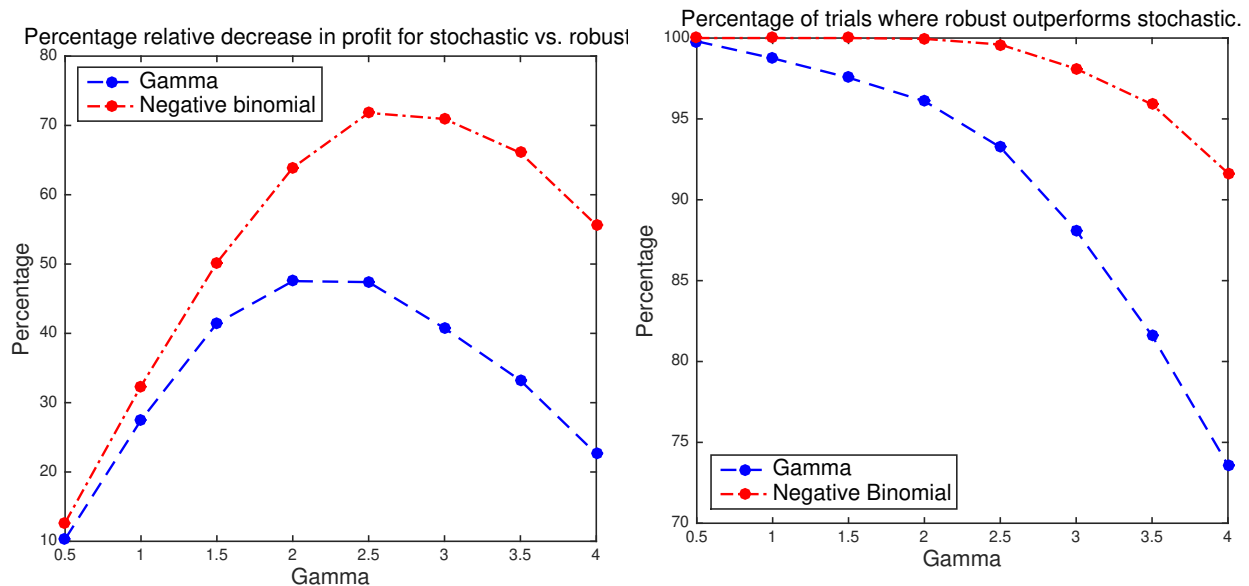 Percentage relative decrease in profit for stochastic vs. robust
80
70
60
50
40
30
20
10
Percentage
Gamma
Negative binomial
0.5 1 1.5 2 2.5 3 3.5 4
Gamma
Percentage of trials where robust outperforms stochastic.
100
95
90
85
80
75
70
Percentage
Gamma
Negative Binomial
0.5 1 1.5 2 2.5 3 3.5 4
Gamma